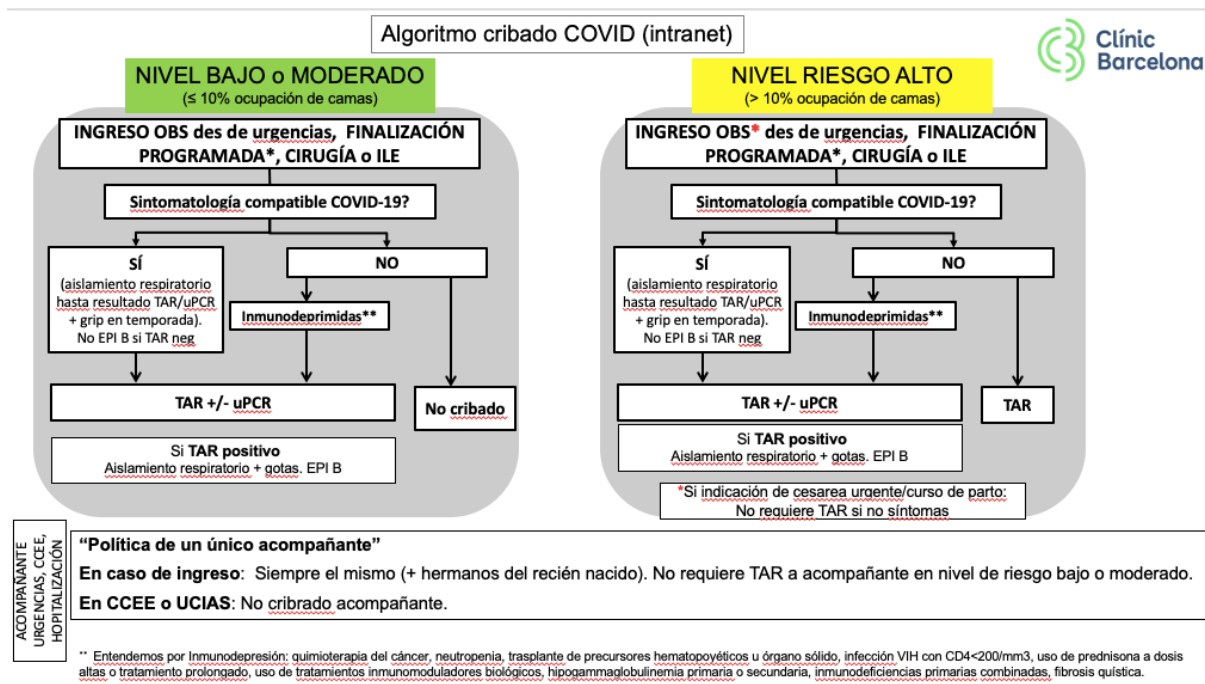 Algoritmo cribado COVID (intranet)
Clínic
Barcelona
NIVEL BAJO o MODERADO
(≤ 10% ocupación de camas)
INGRESO OBS des de urgencias, FINALIZACIÓN
PROGRAMADA*, CIRUGÍA o ILE
Sintomatología compatible COVID-19?
SÍ
(aislamiento respiratorio
hasta resultado TAR/uPCR
+ grip en temporada).
No EPI B si TAR neg
NO
Inmunodeprimidas**
TAR +/- uPCR
No cribado
Si TAR positivo
Aislamiento respiratorio + gotas. EPI B
NIVEL RIESGO ALTO
(> 10% ocupación de camas)
INGRESO OBS* des de urgencias, FINALIZACIÓN
PROGRAMADA*, CIRUGÍA o ILE
Sintomatología compatible COVID-19?
SÍ
(aislamiento respiratorio
hasta resultado TAR/uPCR
+ grip en temporada).
No EPI B si TAR neg
NO
Inmunodeprimidas**
TAR +/- uPCR
TAR
Si TAR positivo
Aislamiento respiratorio + gotas. EPI B
*Si indicación de cesarea urgente/curso de parto:
No requiere TAR si no síntomas
ACOMPAÑANTE
URGENCIAS, CCEE,
HOPITALIZACIÓN
“Política de un único acompañante”
En caso de ingreso: Siempre el mismo (+ hermanos del recién nacido). No requiere TAR a acompañante en nivel de riesgo bajo o moderado.
En CCEE o UCIAS: No cribrado acompañante.
** Entendemos por Inmunodepresión: quimioterapia del cáncer, neutropenia, trasplante de precursores hematopoyéticos u órgano sólido, infección VIH con CD4<200/mm3, uso de prednisona a dosis
altas o tratamiento prolongado, uso de tratamientos inmunomoduladores biológicos, hipogammaglobulinemia primaria o secundaria, inmunodeficiencias primarias combinadas, fibrosis quística.